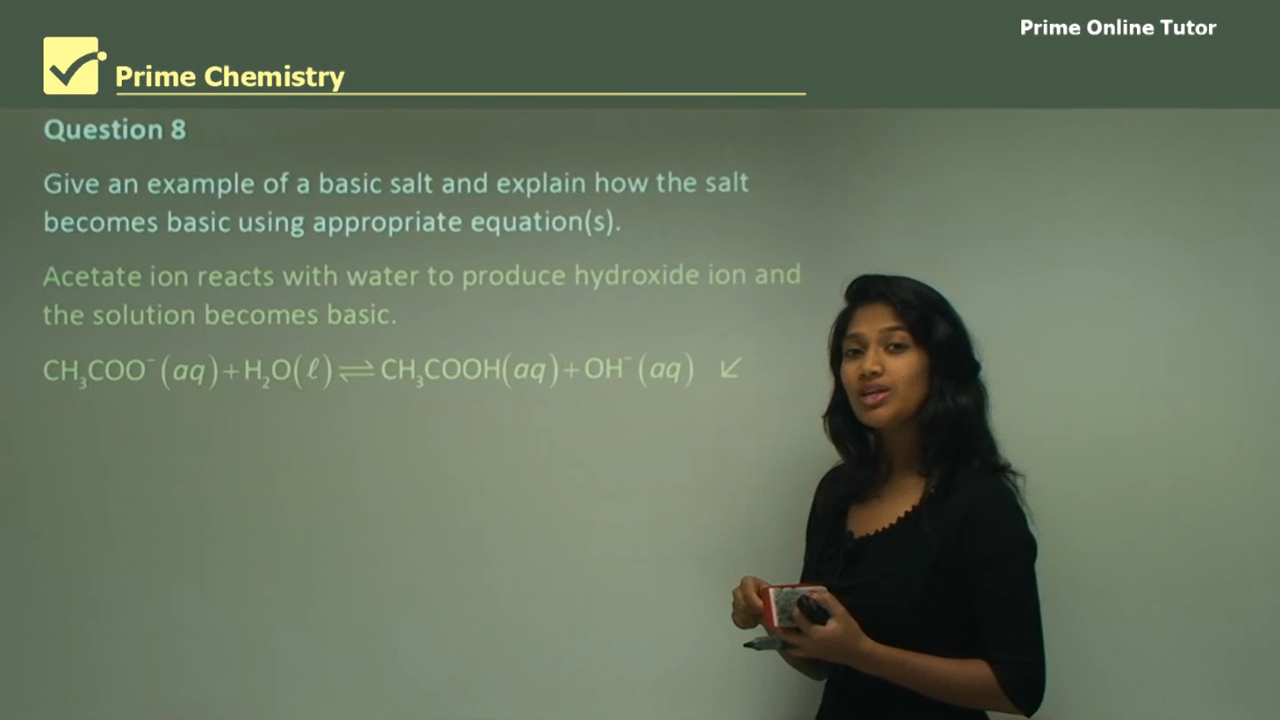 Prime Online Tutor
Prime Chemistry
Question 8
Give an example of a basic salt and explain how the salt
becomes basic using appropriate equation(s).
Acetate ion reacts with water to produce hydroxide ion and
the solution becomes basic.
CH₃COO⁻(aq)+H₂O(ℓ)⇌CH₃COOH(aq)+OH⁻(aq) ↙